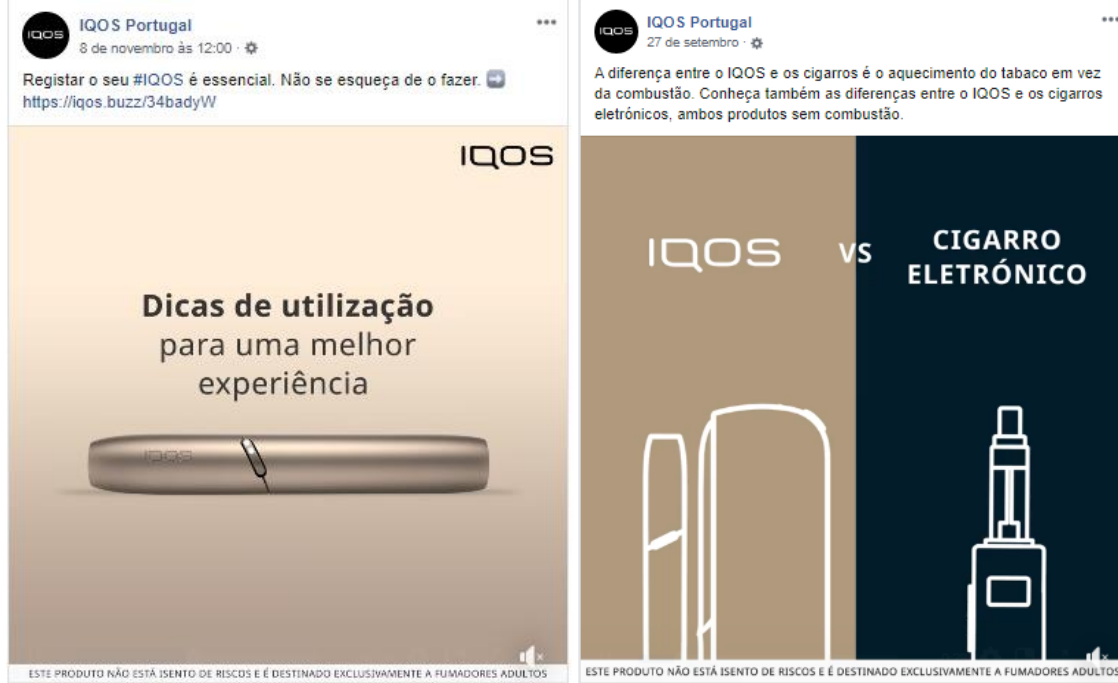 IQOS
IQOS Portugal
8 de novembro às 12:00 ·
Registar o seu #IQOS é essencial. Não se esqueça de o fazer.
https://iqos.buzz/34badyW
IQOS
Dicas de utilização
para uma melhor
experiência
IQOS
ESTE PRODUTO NÃO ESTÁ ISENTO DE RISCOS E É DESTINADO EXCLUSIVAMENTE A FUMADORES ADULTOS
IQOS
IQOS Portugal
27 de setembro ·
A diferença entre o IQOS e os cigarros é o aquecimento do tabaco em vez
da combustão. Conheça também as diferenças entre o IQOS e os cigarros
eletrónicos, ambos produtos sem combustão.
IQOS VS CIGARRO
ELETRÓNICO
ESTE PRODUTO NÃO ESTÁ ISENTO DE RISCOS E É DESTINADO EXCLUSIVAMENTE A FUMADORES ADULTOS